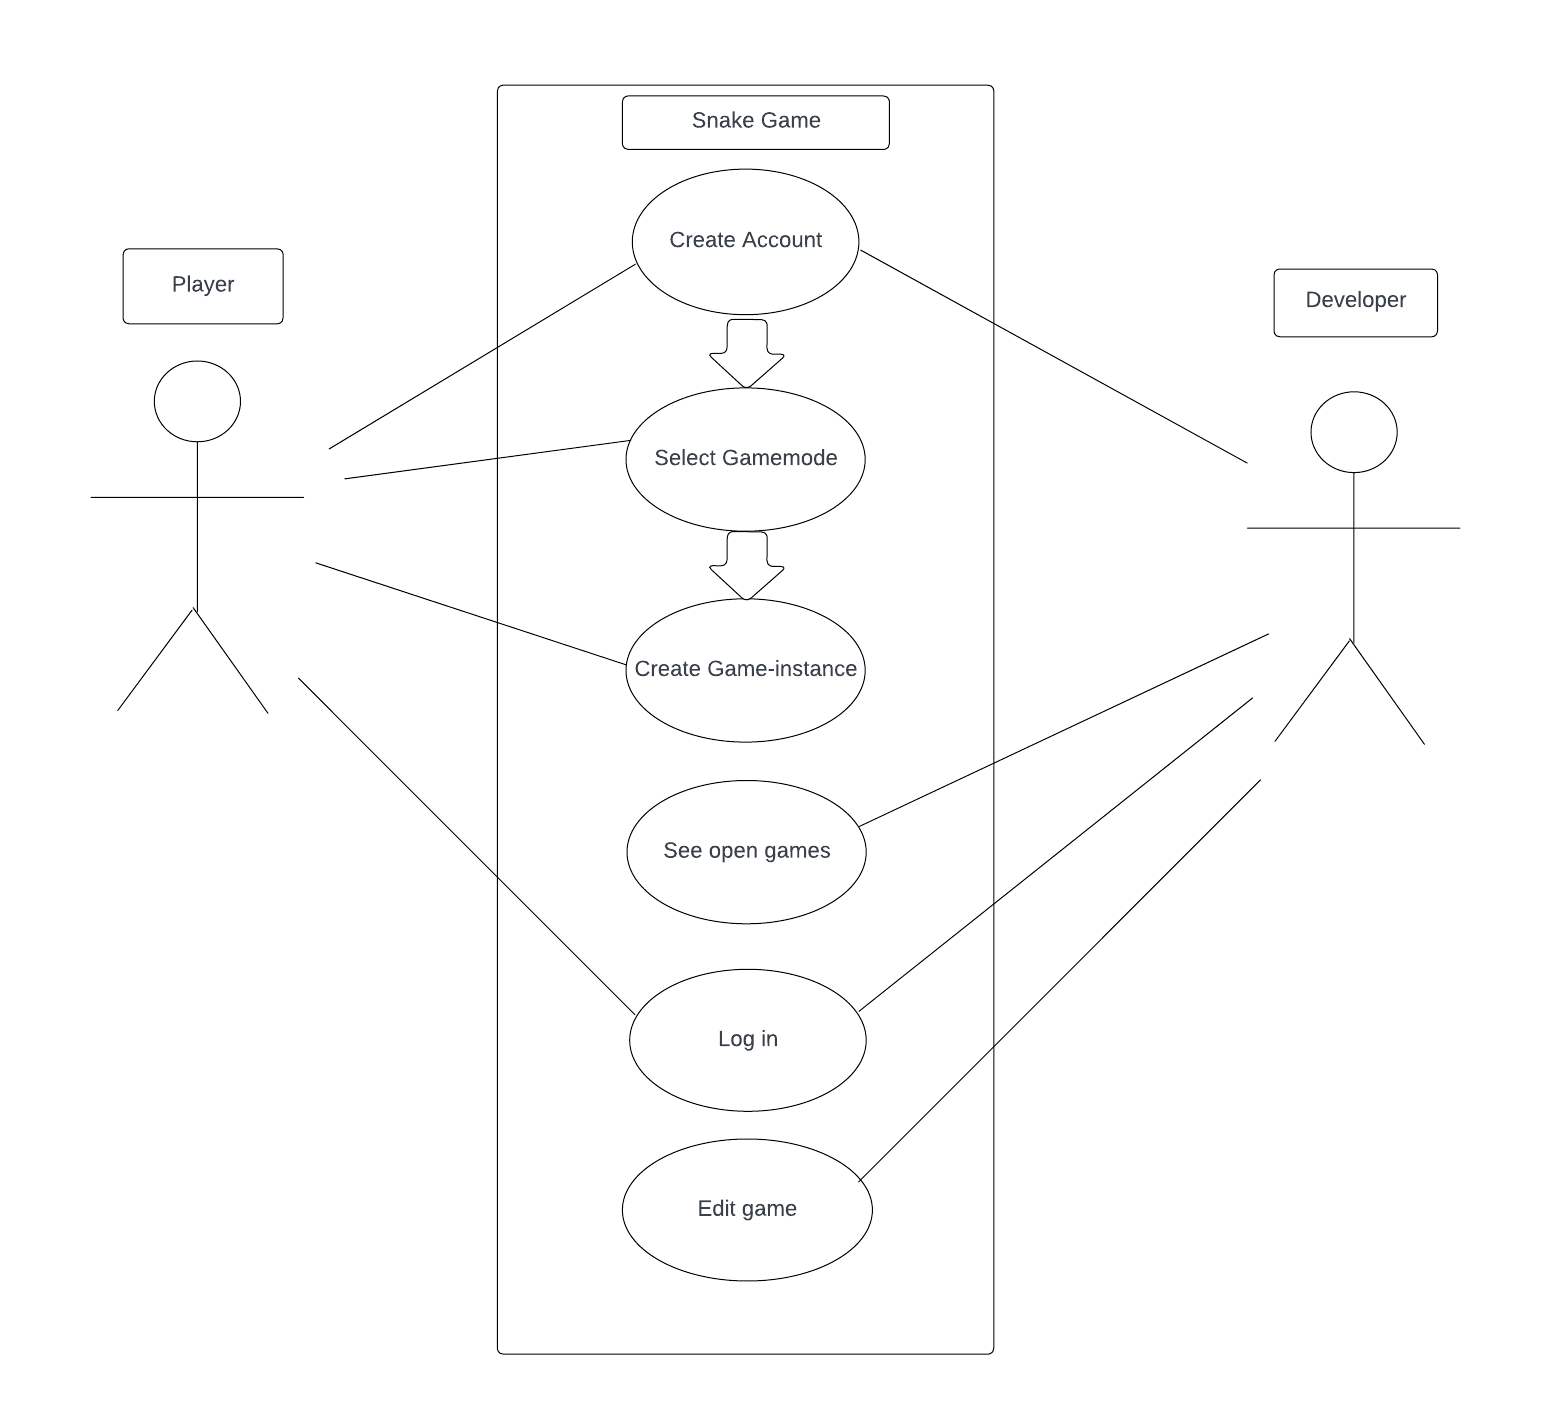 Snake Game
Create Account
Player
Developer
Select Gamemode
Create Game-instance
See open games
Log in
Edit game